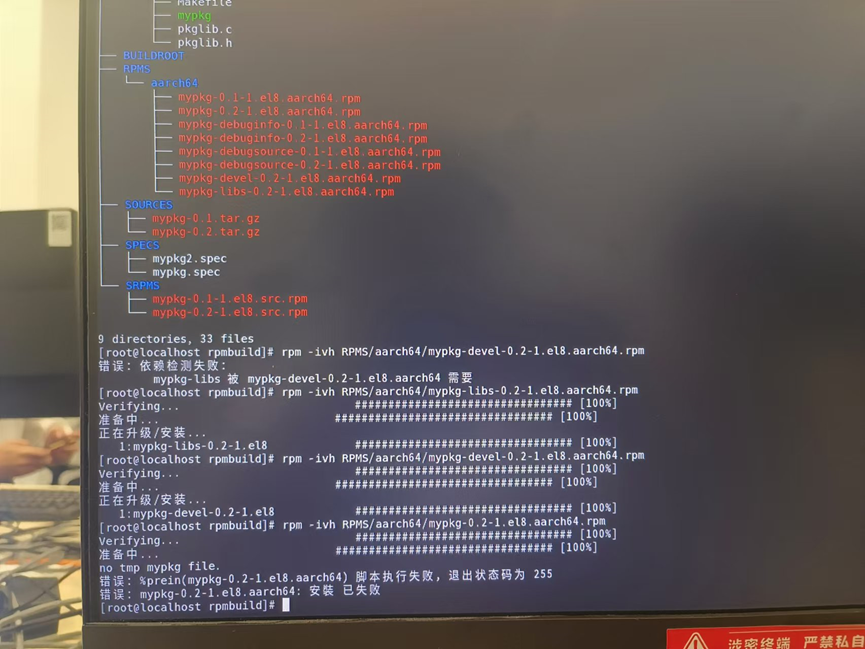 Makefile
mypkg
pkglib.c
pkglib.h
BUILDROOT
RPMS
aarch64
mypkg-0.1-1.el8.aarch64.rpm
mypkg-0.2-1.el8.aarch64.rpm
mypkg-debuginfo-0.1-1.el8.aarch64.rpm
mypkg-debuginfo-0.2-1.el8.aarch64.rpm
mypkg-debugsource-0.1-1.el8.aarch64.rpm
mypkg-debugsource-0.2-1.el8.aarch64.rpm
mypkg-devel-0.2-1.el8.aarch64.rpm
mypkg-libs-0.2-1.el8.aarch64.rpm
SOURCES
mypkg-0.1.tar.gz
mypkg-0.2.tar.gz
SPECS
mypkg2.spec
mypkg.spec
SRPMS
mypkg-0.1-1.el8.src.rpm
mypkg-0.2-1.el8.src.rpm
9 directories, 33 files
[root@localhost rpmbuild]# rpm -ivh RPMS/aarch64/mypkg-devel-0.2-1.el8.aarch64.rpm
错误: 依赖检测失败:
mypkg-libs 被 mypkg-devel-0.2-1.el8.aarch64 需要
[root@localhost rpmbuild]# rpm -ivh RPMS/aarch64/mypkg-libs-0.2-1.el8.aarch64.rpm
Verifying... ################################# [100%]
准备中... ################################# [100%]
正在升级/安装...
1:mypkg-libs-0.2-1.el8 ################################# [100%]
[root@localhost rpmbuild]# rpm -ivh RPMS/aarch64/mypkg-devel-0.2-1.el8.aarch64.rpm
Verifying... ################################# [100%]
准备中... ################################# [100%]
正在升级/安装...
1:mypkg-devel-0.2-1.el8 ################################# [100%]
[root@localhost rpmbuild]# rpm -ivh RPMS/aarch64/mypkg-0.2-1.el8.aarch64.rpm
Verifying... ################################# [100%]
准备中... ################################# [100%]
no tmp mypkg file.
错误: %prein(mypkg-0.2-1.el8.aarch64) 脚本执行失败, 退出状态码为 255
错误: mypkg-0.2-1.el8.aarch64: 安装 已失败
[root@localhost rpmbuild]#
涉密终端 严禁私自